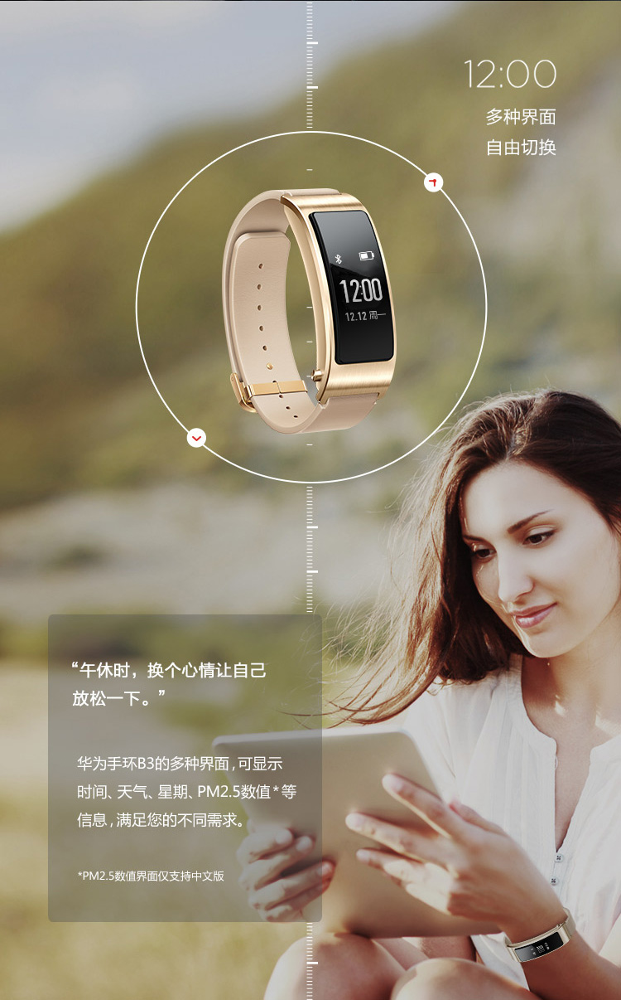 12:00
多种界面
自由切换
12:00
12.12 周一
“午休时，换个心情让自己
放松一下。”
华为手环B3的多种界面，可显示
时间、天气、星期、PM2.5数值*等
信息，满足您的不同需求。
*PM2.5数值界面仅支持中文版